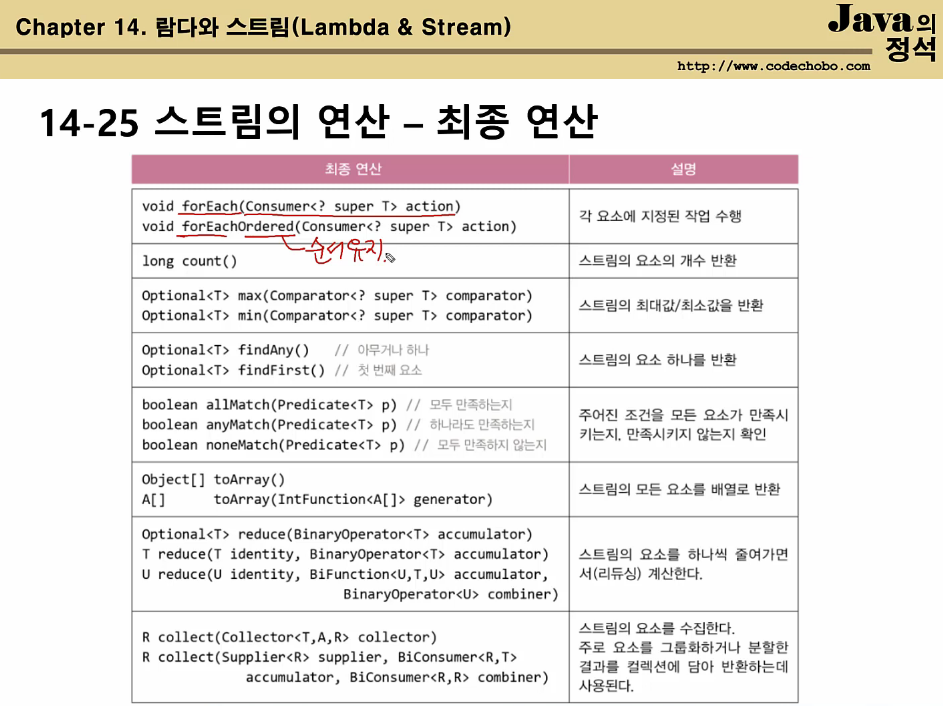 Chapter 14. 람다와 스트림(Lambda & Stream)
Java의
정석
http://www.codechobo.com
14-25 스트림의 연산 – 최종 연산
최종 연산 설명
void forEach(Consumer<? super T> action)
void forEachOrdered(Consumer<? super T> action)
각 요소에 지정된 작업 수행
순서유지
long count()
스트림의 요소의 개수 반환
Optional<T> max(Comparator<? super T> comparator)
Optional<T> min(Comparator<? super T> comparator)
스트림의 최대값/최소값을 반환
Optional<T> findAny() // 아무거나 하나
Optional<T> findFirst() // 첫 번째 요소
스트림의 요소 하나를 반환
boolean allMatch(Predicate<T> p) // 모두 만족하는지
boolean anyMatch(Predicate<T> p) // 하나라도 만족하는지
boolean noneMatch(Predicate<T> p) // 모두 만족하지 않는지
주어진 조건을 모든 요소가 만족시
키는지, 만족시키지 않는지 확인
Object[] toArray()
A[] toArray(IntFunction<A[]> generator)
스트림의 모든 요소를 배열로 반환
Optional<T> reduce(BinaryOperator<T> accumulator)
T reduce(T identity, BinaryOperator<T> accumulator)
U reduce(U identity, BiFunction<U,T,U> accumulator,
BinaryOperator<U> combiner)
스트림의 요소를 하나씩 줄여가면
서(리듀싱) 계산한다.
R collect(Collector<T,A,R> collector)
R collect(Supplier<R> supplier, BiConsumer<R,T>
accumulator, BiConsumer<R,R> combiner)
스트림의 요소를 수집한다.
주로 요소를 그룹화하거나 분할한
결과를 컬렉션에 담아 반환하는데
사용된다.